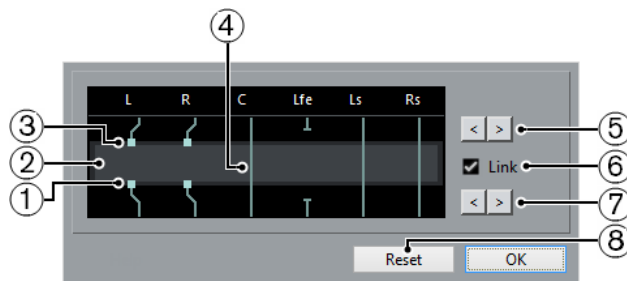 ④
L R C Lfe Ls Rs
③ < > ⑤
② Link ⑥
① < > ⑦
⑧
Reset OK